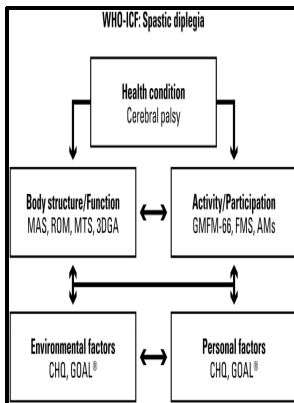 WHO-ICF: Spastic diplegia
Health condition
Cerebral palsy
Body structure/Function
MAS, ROM, MTS, 3DGA
Activity/Participation
GMFM-66, FMS, AMs
Environmental factors
CHQ, GOAL®
Personal factors
CHQ, GOAL®